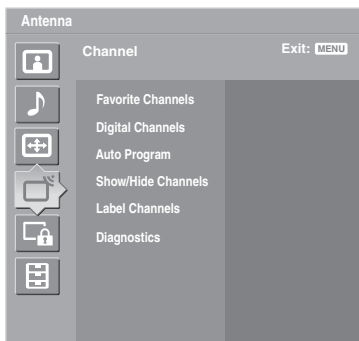 Antenna
Channel Exit: MENU
Favorite Channels
Digital Channels
Auto Program
Show/Hide Channels
Label Channels
Diagnostics